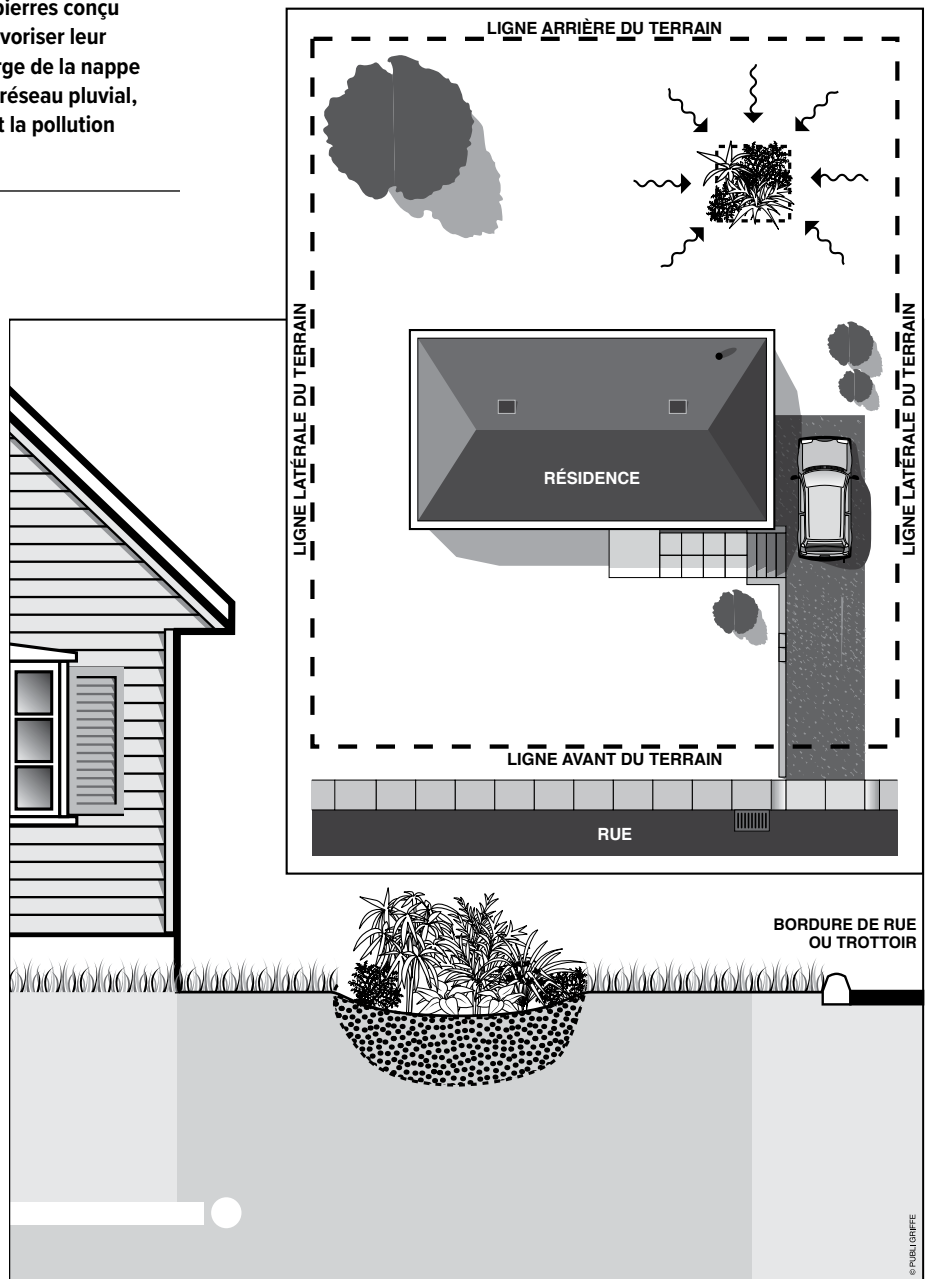 pierres conçu
voriser leur
rge de la nappe
réseau pluvial,
t la pollution
LIGNE ARRIÈRE DU TERRAIN
LIGNE LATÉRALE DU TERRAIN
LIGNE LATÉRALE DU TERRAIN
RÉSIDENCE
LIGNE AVANT DU TERRAIN
RUE
BORDURE DE RUE
OU TROTTOIR
© PUBLI GRIFFE